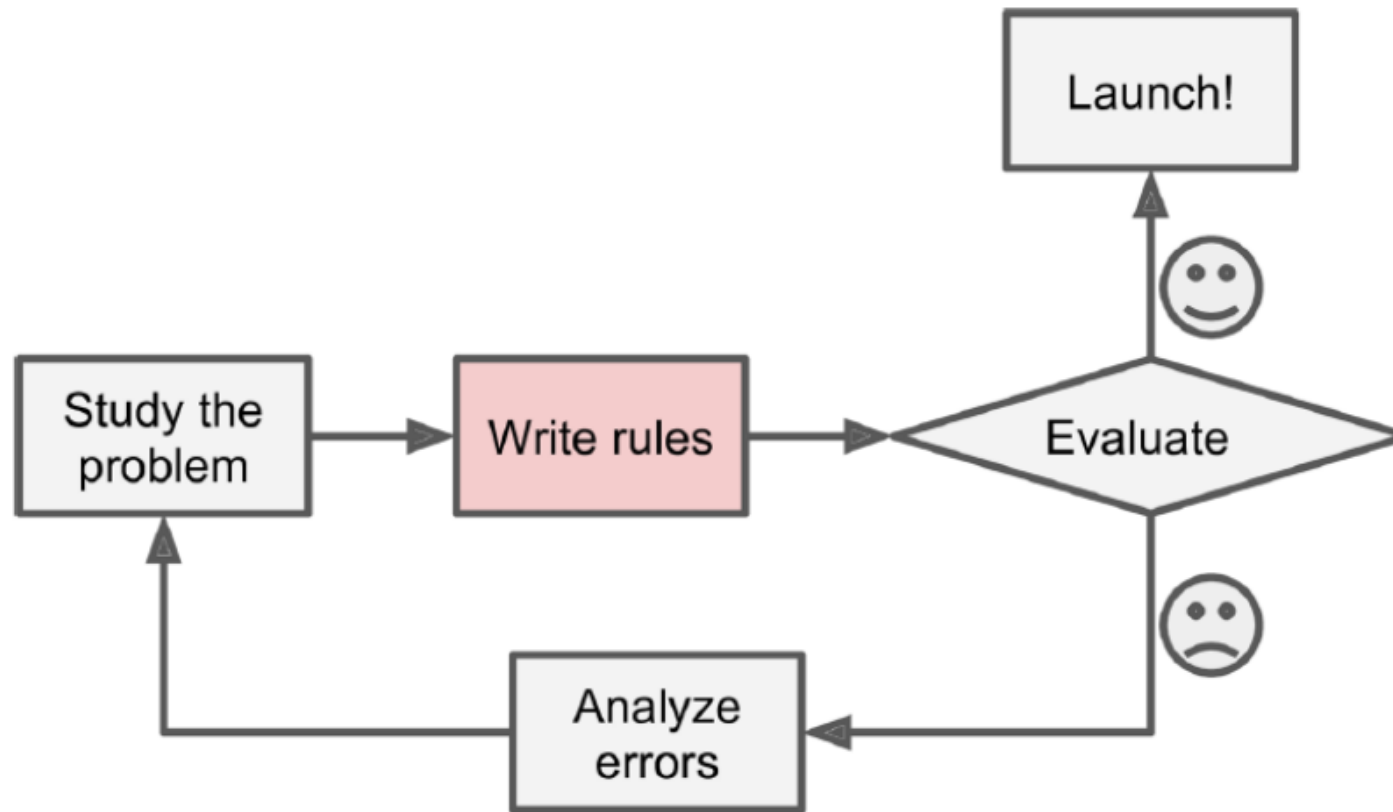 Launch!
Study the
problem
Write rules
Evaluate
Analyze
errors